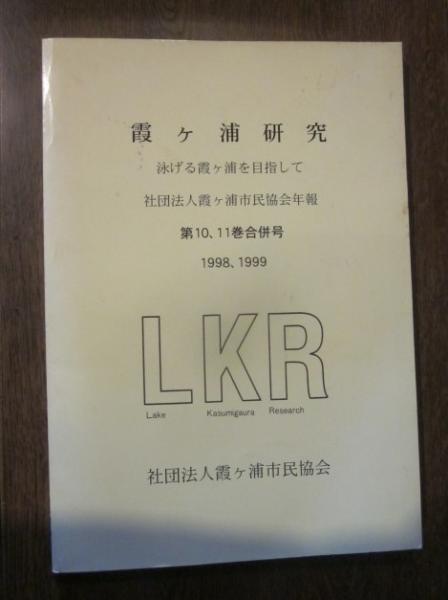 霞ヶ浦研究
泳げる霞ヶ浦を目指して
社団法人霞ヶ浦市民協会年報
第10、11巻合併号
1998、1999
LKR
Lake Kasumigaura Research
社団法人霞ヶ浦市民協会